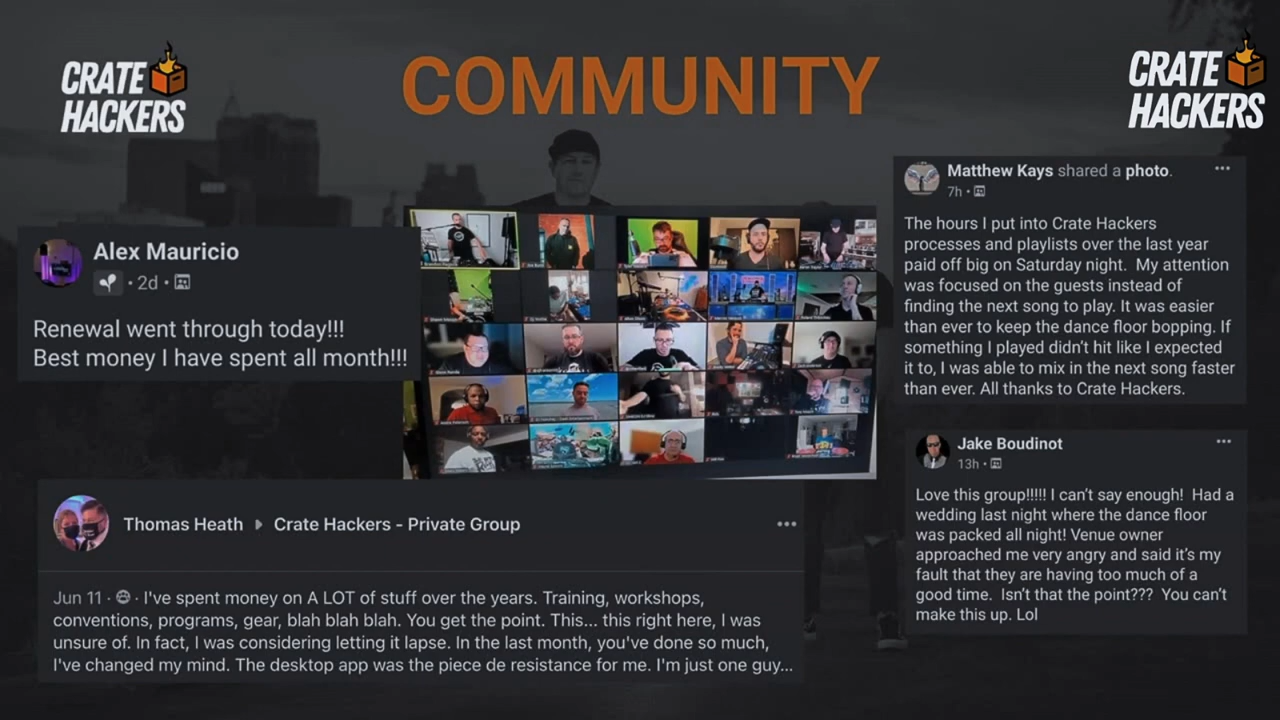 CRATE
HACKERS
COMMUNITY
CRATE
HACKERS
Alex Mauricio
· 2d ·
Renewal went through today!!!
Best money I have spent all month!!!
Matthew Kays shared a photo.
7h ·
The hours I put into Crate Hackers
processes and playlists over the last year
paid off big on Saturday night. My attention
was focused on the guests instead of
finding the next song to play. It was easier
than ever to keep the dance floor bopping. If
something I played didn't hit like I expected
it to, I was able to mix in the next song faster
than ever. All thanks to Crate Hackers.
Jake Boudinot
13h ·
Love this group!!!!! I can't say enough! Had a
wedding last night where the dance floor
was packed all night! Venue owner
approached me very angry and said it's my
fault that they are having too much of a
good time. Isn't that the point??? You can't
make this up. Lol
Thomas Heath Crate Hackers - Private Group
Jun 11 · · I've spent money on A LOT of stuff over the years. Training, workshops,
conventions, programs, gear, blah blah blah. You get the point. This... this right here, I was
unsure of. In fact, I was considering letting it lapse. In the last month, you've done so much,
I've changed my mind. The desktop app was the piece de resistance for me. I'm just one guy...